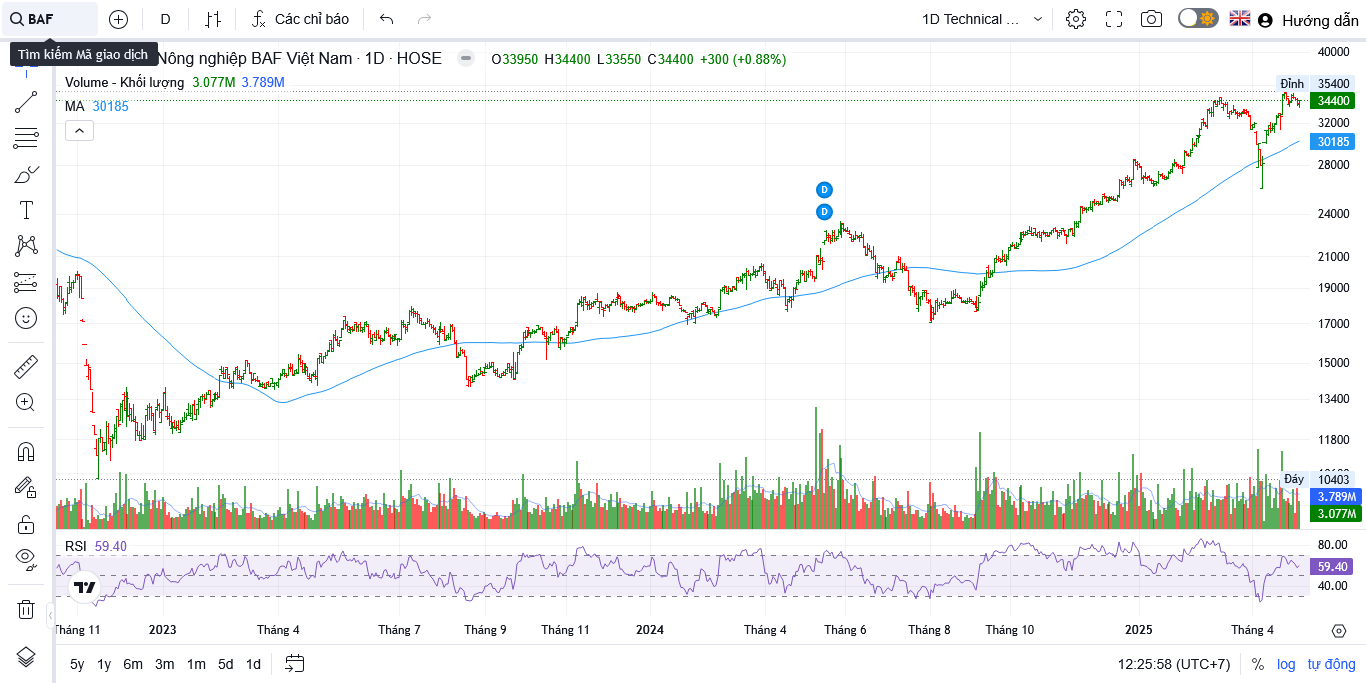 BAF D Các chỉ báo 1D Technical ... Hướng dẫn
Tìm kiếm Mã giao dịch Nông nghiệp BAF Việt Nam · 1D · HOSE O33950 H34400 L33550 C34400 +300 (+0.88%)
Volume - Khối lượng 3.077M 3.789M
MA 30185
40000
Đỉnh 35400
34400
32000
30185
28000
D
D
24000
21000
19000
17000
15000
13400
11800
Đáy 10403
3.789M
3.077M
RSI 59.40
80.00
59.40
40.00
Tháng 11 2023 Tháng 4 Tháng 7 Tháng 9 Tháng 11 2024 Tháng 4 Tháng 6 Tháng 8 Tháng 10 2025 Tháng 4
5y 1y 6m 3m 1m 5d 1d 12:25:58 (UTC+7) % log tự động